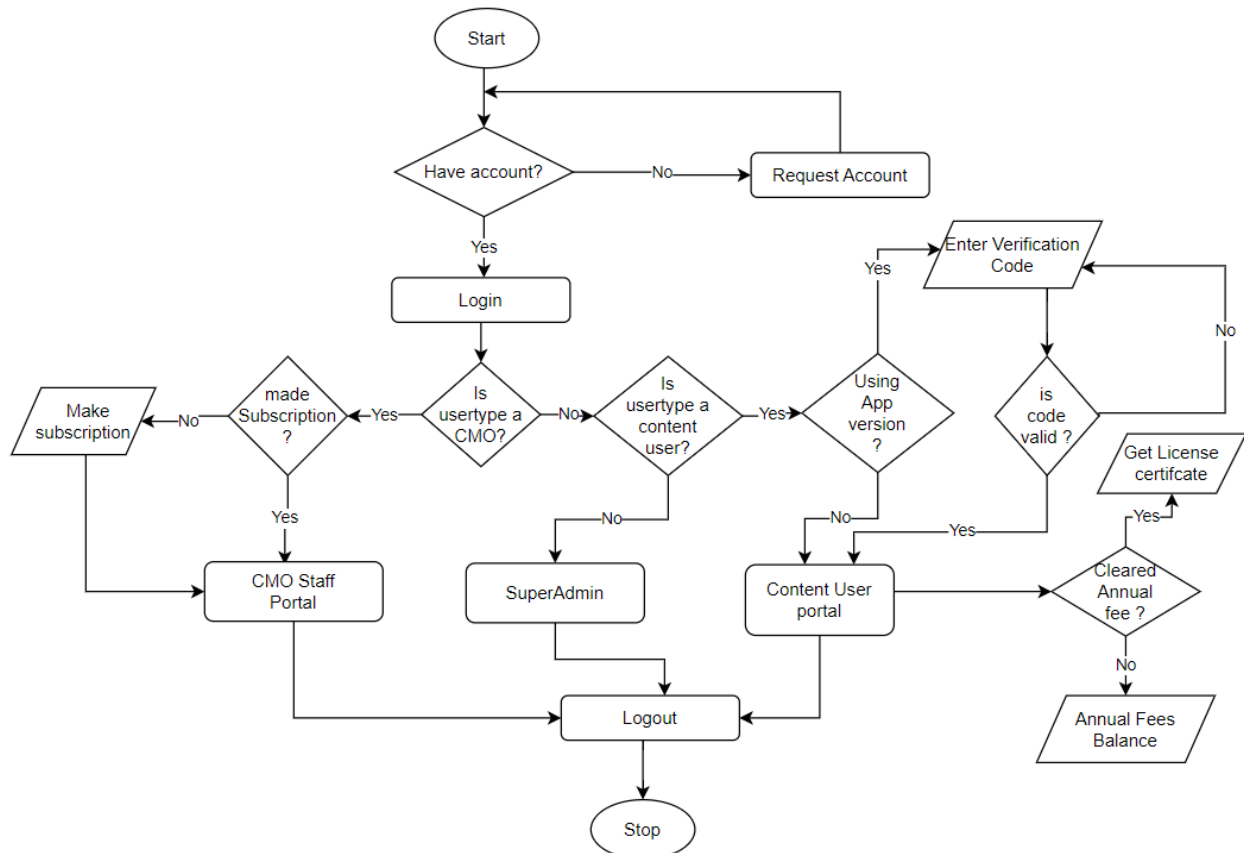 Start
Have account?
No
Request Account
Yes
Login
Enter Verification
Code
Yes
No
Make
subscription
No
made
Subscription
?
Yes
Is
usertype a
CMO?
No
Is
usertype a
content
user?
Yes
Using
App
version
?
is
code
valid ?
Get License
certifcate
Yes
No
No
Yes
Yes
CMO Staff
Portal
SuperAdmin
Content User
portal
Cleared
Annual
fee ?
No
Logout
Annual Fees
Balance
Stop